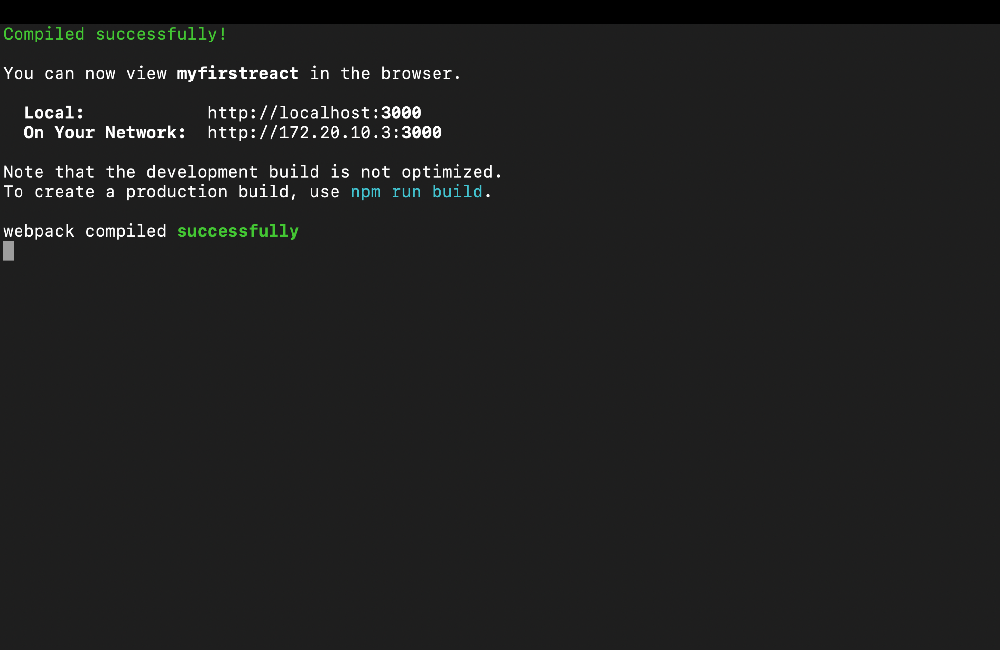 Compiled successfully!
You can now view myfirstreact in the browser.
Local: http://localhost:3000
On Your Network: http://172.20.10.3:3000
Note that the development build is not optimized.
To create a production build, use npm run build.
webpack compiled successfully